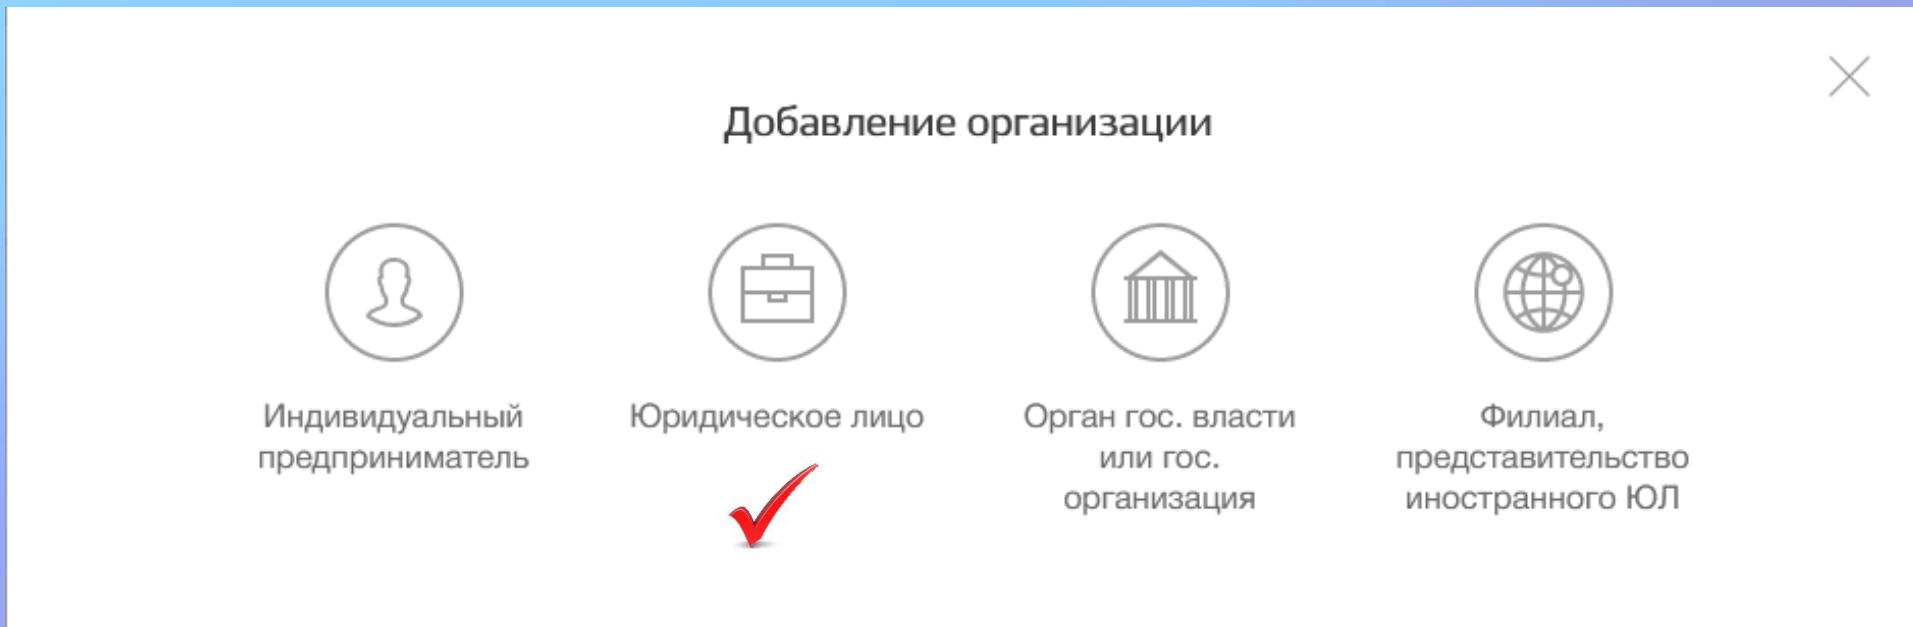 Добавление организации
Индивидуальный
предприниматель
Юридическое лицо
Орган гос. власти
или гос.
организация
Филиал,
представительство
иностранного ЮЛ